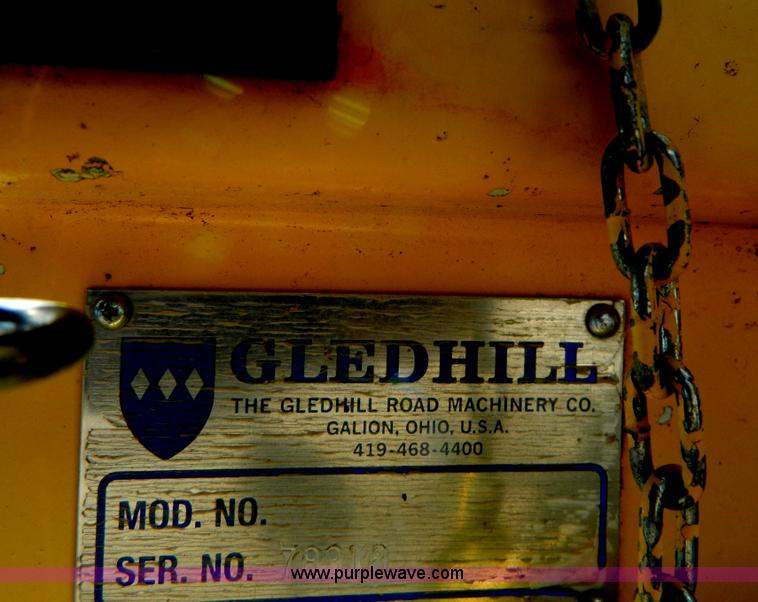 GLEDHILL
THE GLEDHILL ROAD MACHINERY CO.
GALION, OHIO, U.S.A.
419-468-4400
MOD. NO.
SER. NO.
www.purplewave.com